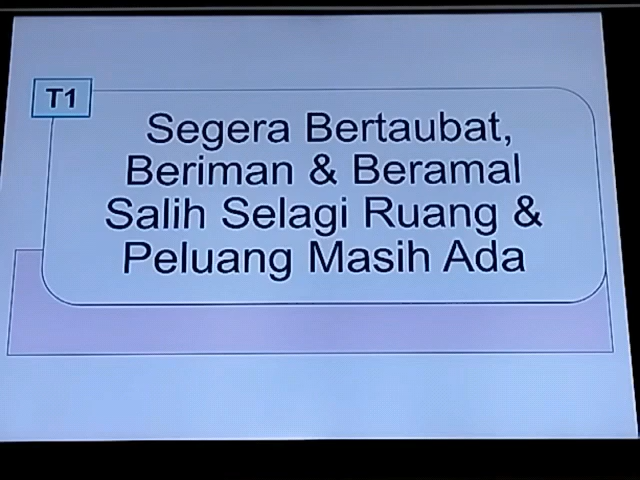 T1
Segera Bertaubat,
Beriman & Beramal
Salih Selagi Ruang &
Peluang Masih Ada